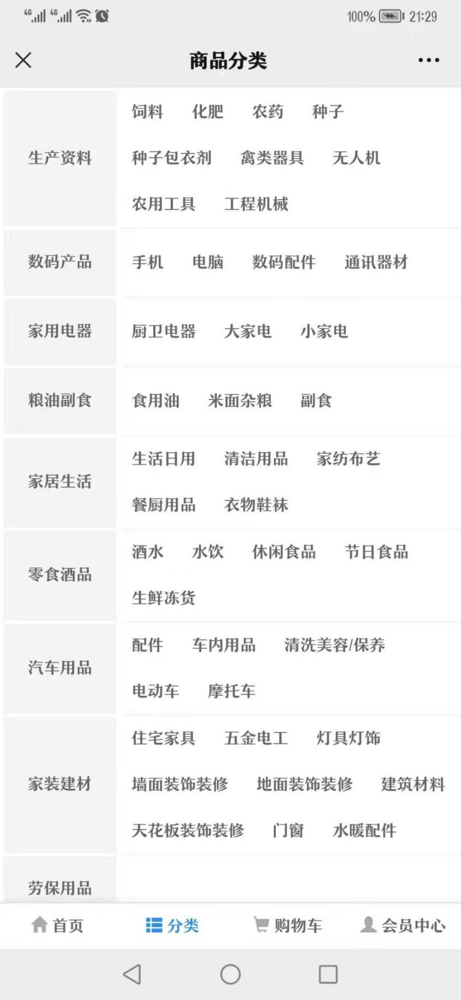 4G 4G 100% 21:29
商品分类
生产资料
饲料 化肥 农药 种子
种子包衣剂 禽类器具 无人机
农用工具 工程机械
数码产品
手机 电脑 数码配件 通讯器材
家用电器
厨卫电器 大家电 小家电
粮油副食
食用油 米面杂粮 副食
家居生活
生活日用 清洁用品 家纺布艺
餐厨用品 衣物鞋袜
零食酒品
酒水 水饮 休闲食品 节日食品
生鲜冻货
汽车用品
配件 车内用品 清洗美容/保养
电动车 摩托车
家装建材
住宅家具 五金电工 灯具灯饰
墙面装饰装修 地面装饰装修 建筑材料
天花板装饰装修 门窗 水暖配件
劳保用品
首页 分类 购物车 会员中心